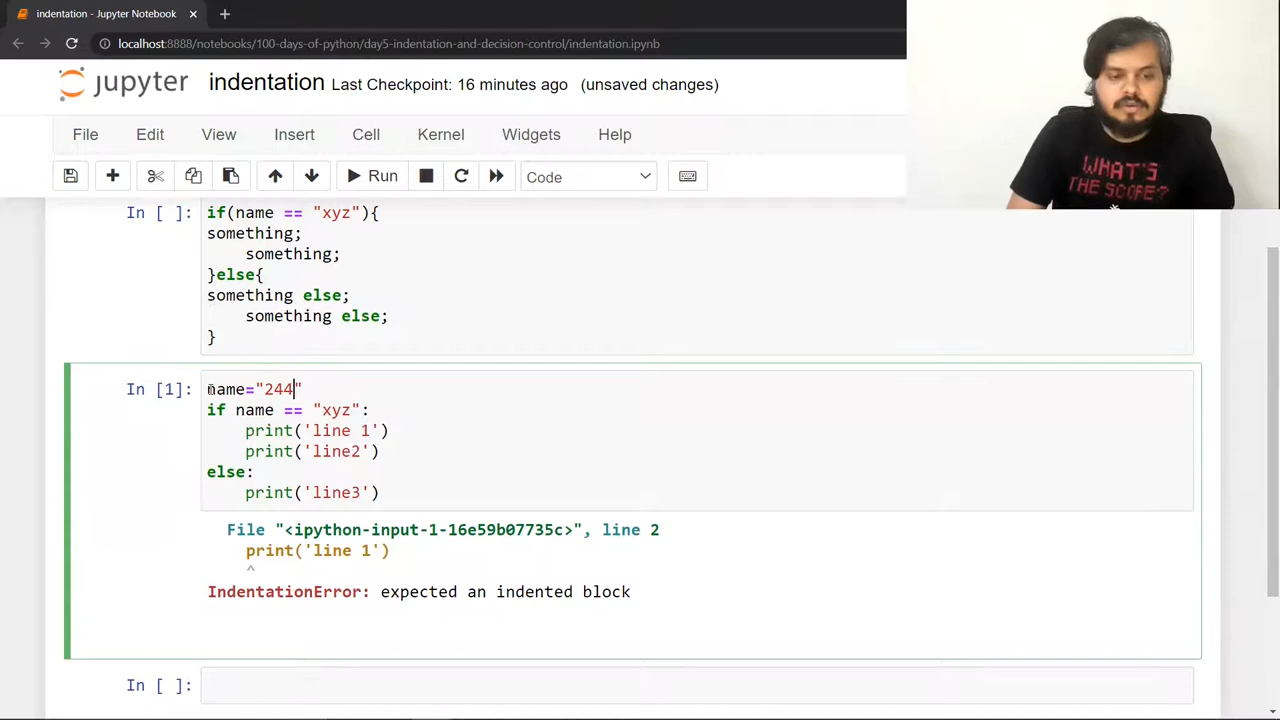 indentation - Jupyter Notebook
localhost:8888/notebooks/100-days-of-python/day5-indentation-and-decision-control/indentation.ipynb
jupyter indentation Last Checkpoint: 16 minutes ago (unsaved changes)
File Edit View Insert Cell Kernel Widgets Help
Run Code
WHAT'S
THE SCOPE?
In [ ]: if(name == "xyz"){
something;
    something;
}else{
something else;
    something else;
}
In [1]: name="244"
if name == "xyz":
    print('line 1')
    print('line2')
else:
    print('line3')
File "<ipython-input-1-16e59b07735c>", line 2
    print('line 1')
    ^
IndentationError: expected an indented block
In [ ]: